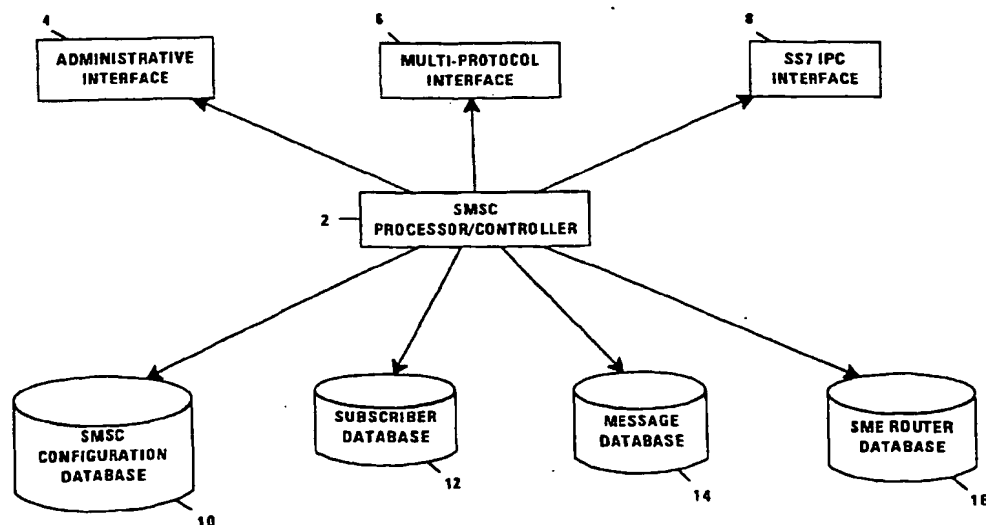 4
6
8
ADMINISTRATIVE
INTERFACE
MULTI-PROTOCOL
INTERFACE
SS7 IPC
INTERFACE
2
SMSC
PROCESSOR/CONTROLLER
SMSC
CONFIGURATION
DATABASE
SUBSCRIBER
DATABASE
MESSAGE
DATABASE
SME ROUTER
DATABASE
10
12
14
16